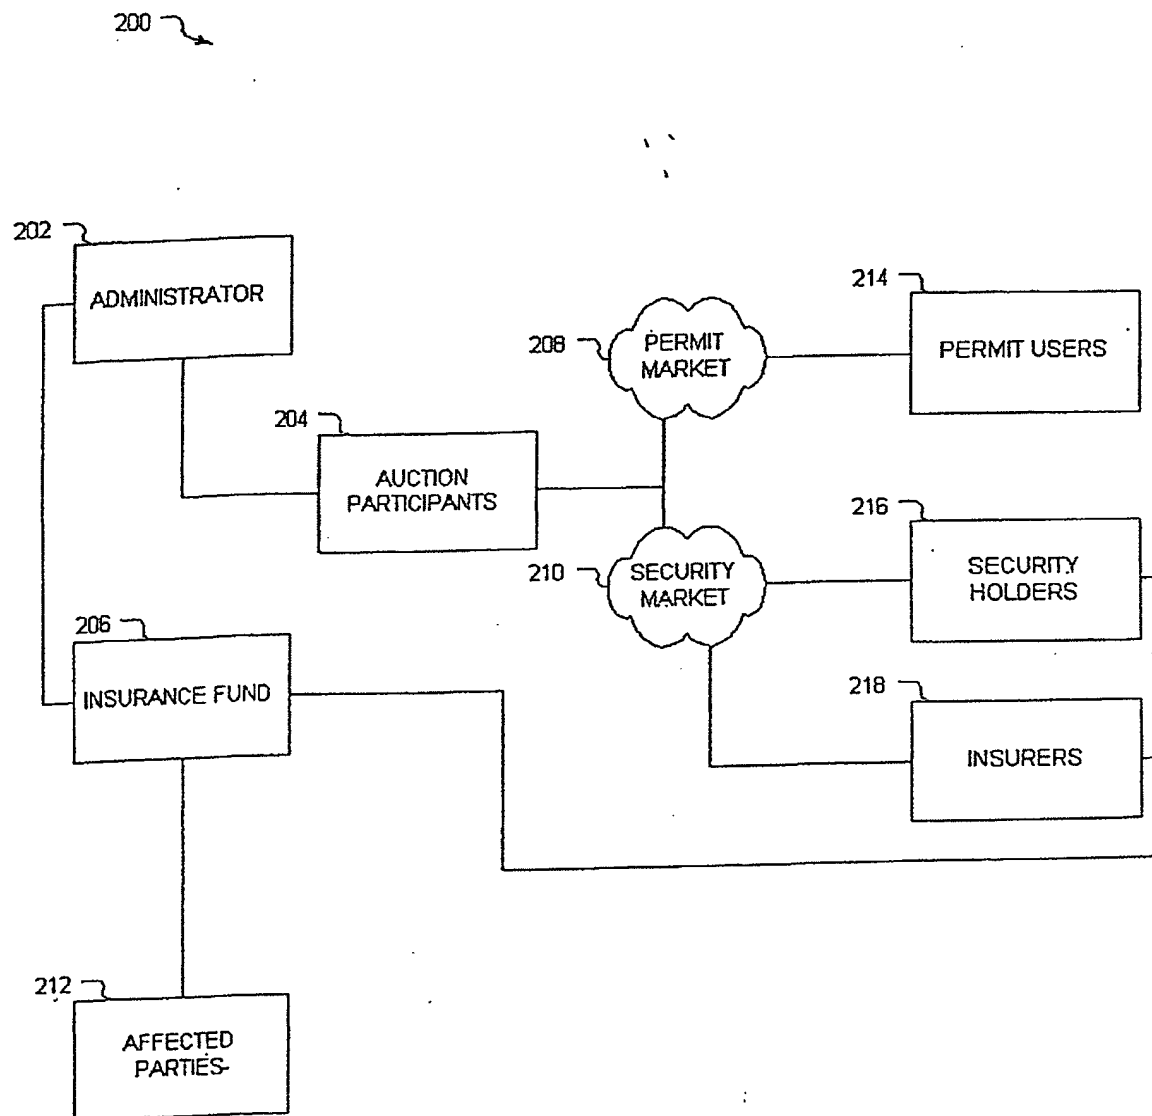 200
202
ADMINISTRATOR
204
AUCTION
PARTICIPANTS
206
INSURANCE FUND
212
AFFECTED
PARTIES
208
PERMIT
MARKET
210
SECURITY
MARKET
214
PERMIT USERS
216
SECURITY
HOLDERS
218
INSURERS